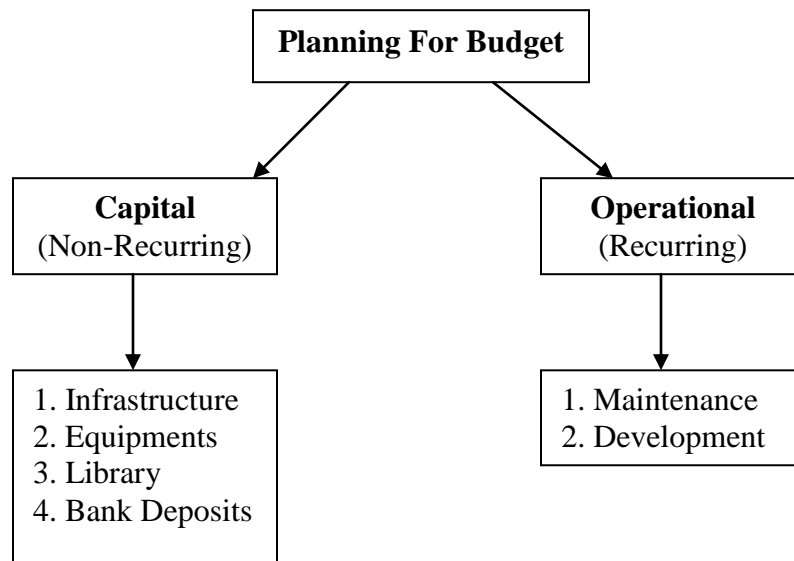 Planning For Budget
Capital
(Non-Recurring)
Operational
(Recurring)
1. Infrastructure
2. Equipments
3. Library
4. Bank Deposits
1. Maintenance
2. Development